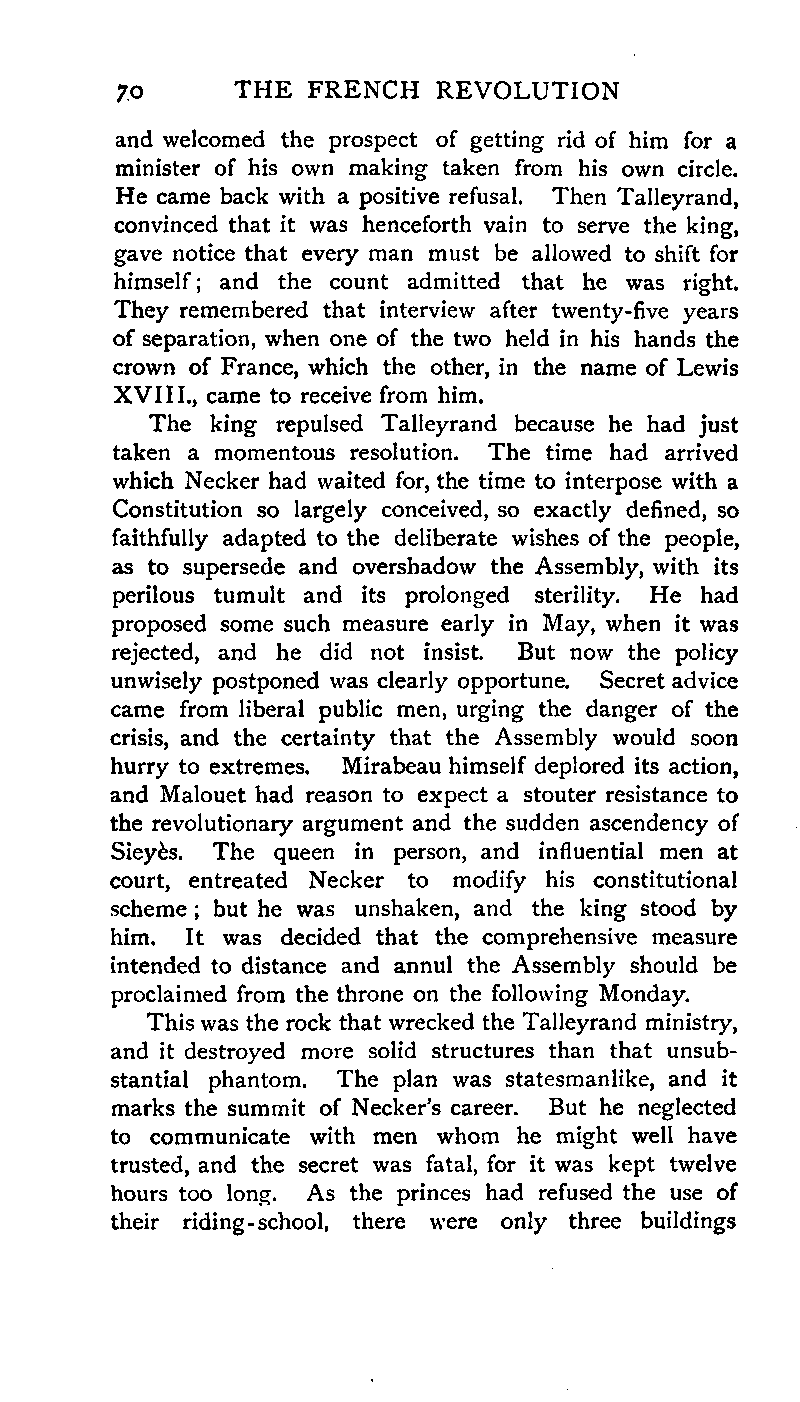 70 THE FRENCH REVOLUTION
and welcomed the prospect of getting rid of him for a
minister of his own making taken from his own circle.
He came back with a positive refusal. Then Talleyrand,
convinced that it was henceforth vain to serve the king,
gave notice that every man must be allowed to shift for
himself; and the count admitted that he was right.
They remembered that interview after twenty-five years
of separation, when one of the two held in his hands the
crown of France, which the other, in the name of Lewis
XVIII., came to receive from him.
The king repulsed Talleyrand because he had just
taken a momentous resolution. The time had arrived
which Necker had waited for, the time to interpose with a
Constitution so largely conceived, so exactly defined, so
faithfully adapted to the deliberate wishes of the people,
as to supersede and overshadow the Assembly, with its
perilous tumult and its prolonged sterility. He had
proposed some such measure early in May, when it was
rejected, and he did not insist. But now the policy
unwisely postponed was clearly opportune. Secret advice
came from liberal public men, urging the danger of the
crisis, and the certainty that the Assembly would soon
hurry to extremes. Mirabeau himself deplored its action,
and Malouet had reason to expect a stouter resistance to
the revolutionary argument and the sudden ascendency of
Sieyès. The queen in person, and influential men at
court, entreated Necker to modify his constitutional
scheme; but he was unshaken, and the king stood by
him. It was decided that the comprehensive measure
intended to distance and annul the Assembly should be
proclaimed from the throne on the following Monday.
This was the rock that wrecked the Talleyrand ministry,
and it destroyed more solid structures than that unsub-
stantial phantom. The plan was statesmanlike, and it
marks the summit of Necker's career. But he neglected
to communicate with men whom he might well have
trusted, and the secret was fatal, for it was kept twelve
hours too long. As the princes had refused the use of
their riding-school, there were only three buildings